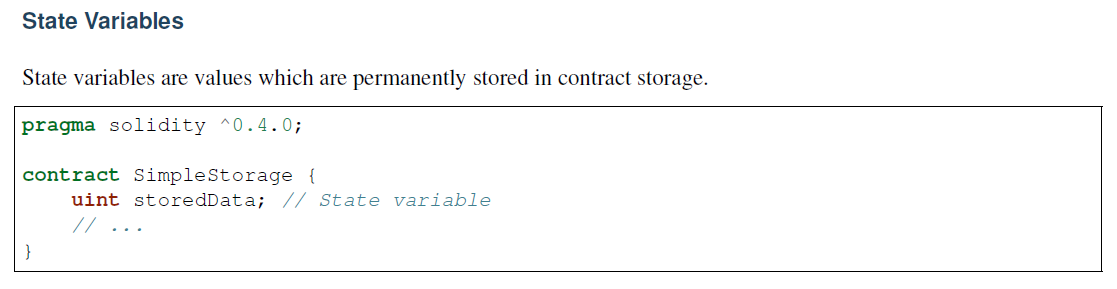 State Variables
State variables are values which are permanently stored in contract storage.
pragma solidity ^0.4.0;
contract SimpleStorage {
    uint storedData; // State variable
    // ...
}